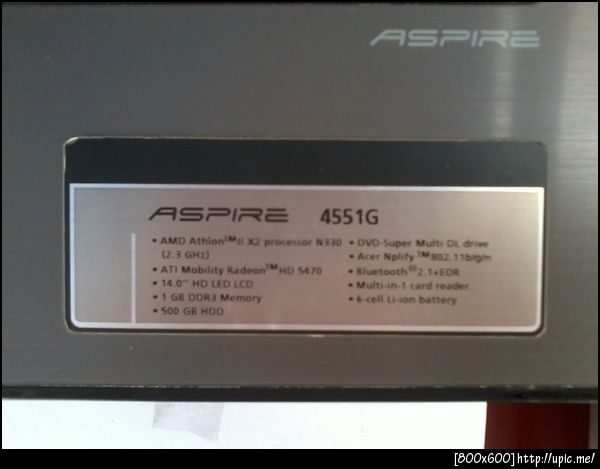 ASPIRE
ASPIRE 4551G
• AMD Athlon™II X2 processor N330
(2.3 GHz)
• ATI Mobility Radeon™HD 5470
• 14.0" HD LED LCD
• 1 GB DDR3 Memory
• 500 GB HDD
• DVD-Super Multi DL drive
• Acer Nplify™802.11b/g/n
• Bluetooth®2.1+EDR
• Multi-in-1 card reader
• 6-cell Li-ion battery
[800x600]http://upic.me/